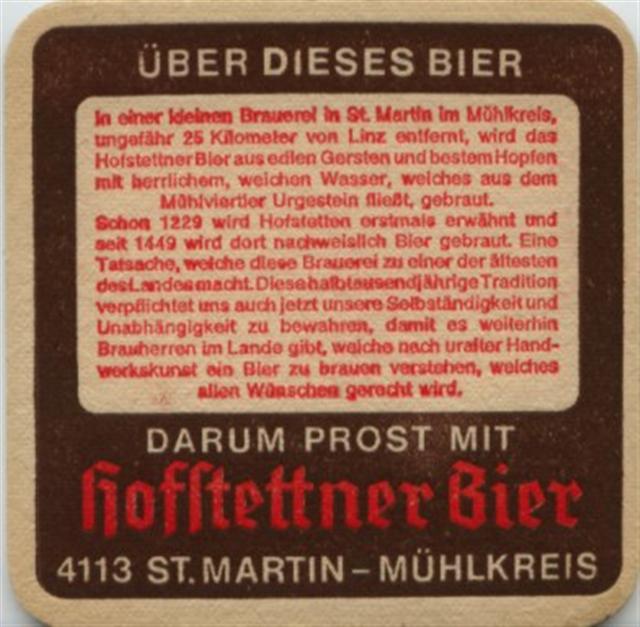 ÜBER DIESES BIER
In einer kleinen Brauerei in St. Martin im Mühlkreis,
ungefähr 25 Kilometer von Linz entfernt, wird das
Hofstettner Bier aus edlen Gersten und bestem Hopfen
mit herrlichem, weichen Wasser, welches aus dem
Mühlviertler Urgestein fließt, gebraut.
Schon 1229 wird Hofstetten erstmals erwähnt und
seit 1449 wird dort nachweislich Bier gebraut. Eine
Tatsache, welche diese Brauerei zu einer der ältesten
des Landes macht. Diese halbtausendjährige Tradition
verpflichtet uns auch jetzt unsere Selbständigkeit und
Unabhängigkeit zu bewahren, damit es weiterhin
Brauherren im Lande gibt, welche nach uralter Hand-
werkskunst ein Bier zu brauen verstehen, welches
allen Wünschen gerecht wird.
DARUM PROST MIT
Hofstettner Bier
4113 ST. MARTIN – MÜHLKREIS